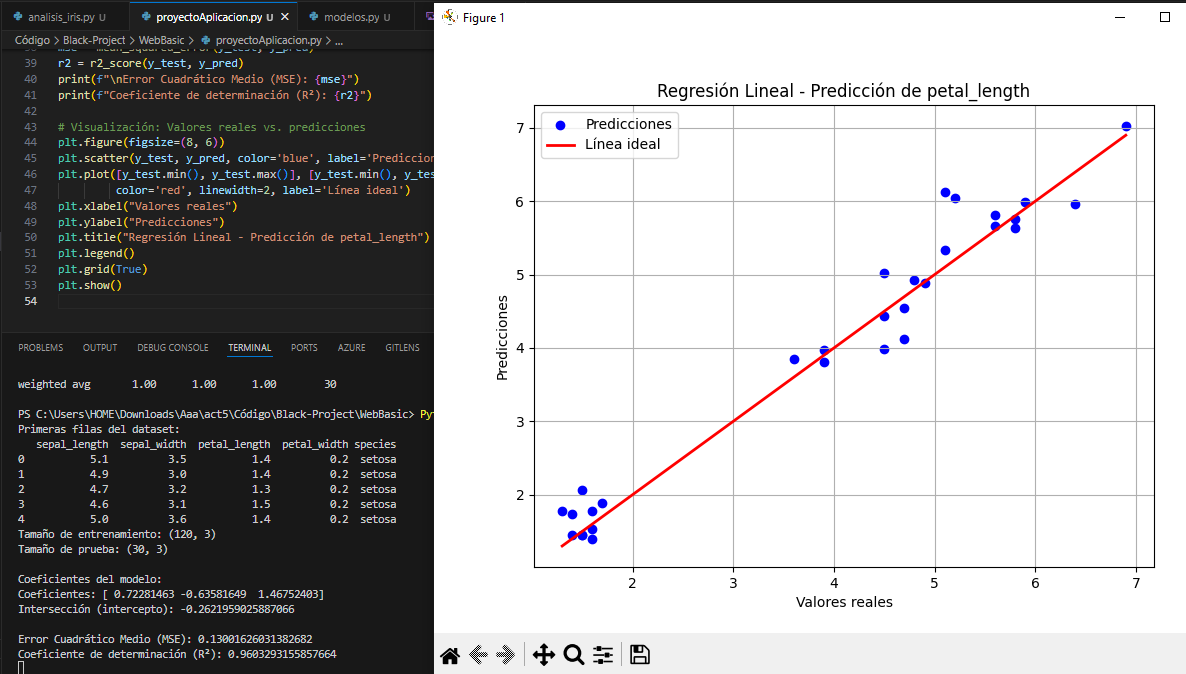 analisis_iris.py U
proyectoAplicacion.py U
modelos.py U
Código > Black-Project > WebBasic > proyectoAplicacion.py > ...
39 r2 = r2_score(y_test, y_pred)
40 print(f"\nError Cuadrático Medio (MSE): {mse}")
41 print(f"Coeficiente de determinación (R²): {r2}")
42
43 # Visualización: Valores reales vs. predicciones
44 plt.figure(figsize=(8, 6))
45 plt.scatter(y_test, y_pred, color='blue', label='Prediccion
46 plt.plot([y_test.min(), y_test.max()], [y_test.min(), y_tes
47 color='red', linewidth=2, label='Línea ideal')
48 plt.xlabel("Valores reales")
49 plt.ylabel("Predicciones")
50 plt.title("Regresión Lineal - Predicción de petal_length")
51 plt.legend()
52 plt.grid(True)
53 plt.show()
54
PROBLEMS OUTPUT DEBUG CONSOLE TERMINAL PORTS AZURE GITLENS
weighted avg 1.00 1.00 1.00 30
PS C:\Users\HOME\Downloads\Aaa\act5\Código\Black-Project\WebBasic> Py
Primeras filas del dataset:
sepal_length sepal_width petal_length petal_width species
0 5.1 3.5 1.4 0.2 setosa
1 4.9 3.0 1.4 0.2 setosa
2 4.7 3.2 1.3 0.2 setosa
3 4.6 3.1 1.5 0.2 setosa
4 5.0 3.6 1.4 0.2 setosa
Tamaño de entrenamiento: (120, 3)
Tamaño de prueba: (30, 3)
Coeficientes del modelo:
Coeficientes: [ 0.72281463 -0.63581649 1.46752403]
Intersección (intercepto): -0.2621959025887066
Error Cuadrático Medio (MSE): 0.13001626031382682
Coeficiente de determinación (R²): 0.9603293155857664
Figure 1
Regresión Lineal - Predicción de petal_length
Predicciones
Línea ideal
7
6
5
4
3
2
Predicciones
2 3 4 5 6 7
Valores reales